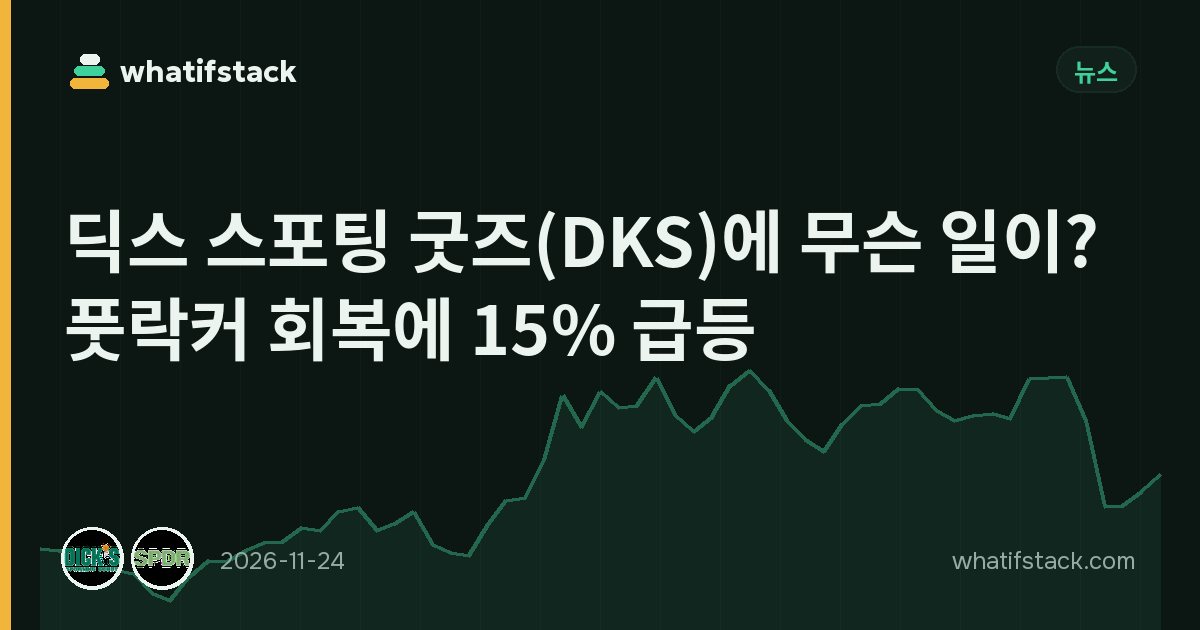 whatifstack
뉴스
딕스 스포팅 굿즈(DKS)에 무슨 일이?
풋락커 회복에 15% 급등
DICK'S
SPDR
2026-11-24
whatifstack.com